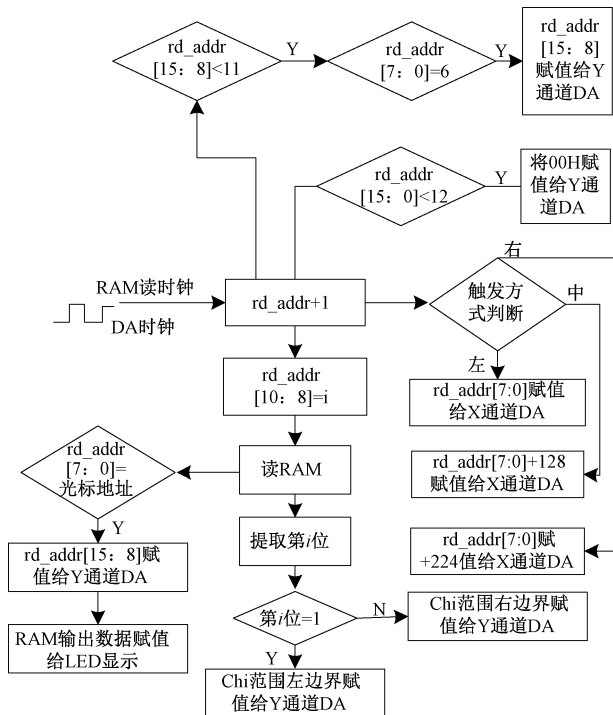 rd_addr
[15：8]<11
Y
rd_addr
[7：0]=6
Y
rd_addr
[15：8]
赋值给Y
通道DA
rd_addr
[15：0]<12
Y
将00H赋
值给Y通
道DA
RAM读时钟
DA时钟
rd_addr+1
触发方
式判断
右
中
左
rd_addr[7:0]赋值
给X通道DA
rd_addr
[10：8]=i
rd_addr
[7：0]=
光标地址
读RAM
rd_addr[7:0]+128
赋值给X通道DA
Y
rd_addr[15：8]赋
值给Y通道DA
提取第i位
rd_addr[7:0]赋
+224值给X通道DA
RAM输出数据赋值
给LED显示
第i位=1
N
Chi范围右边界赋
值给Y通道DA
Y
Chi范围左边界赋
值给Y通道DA